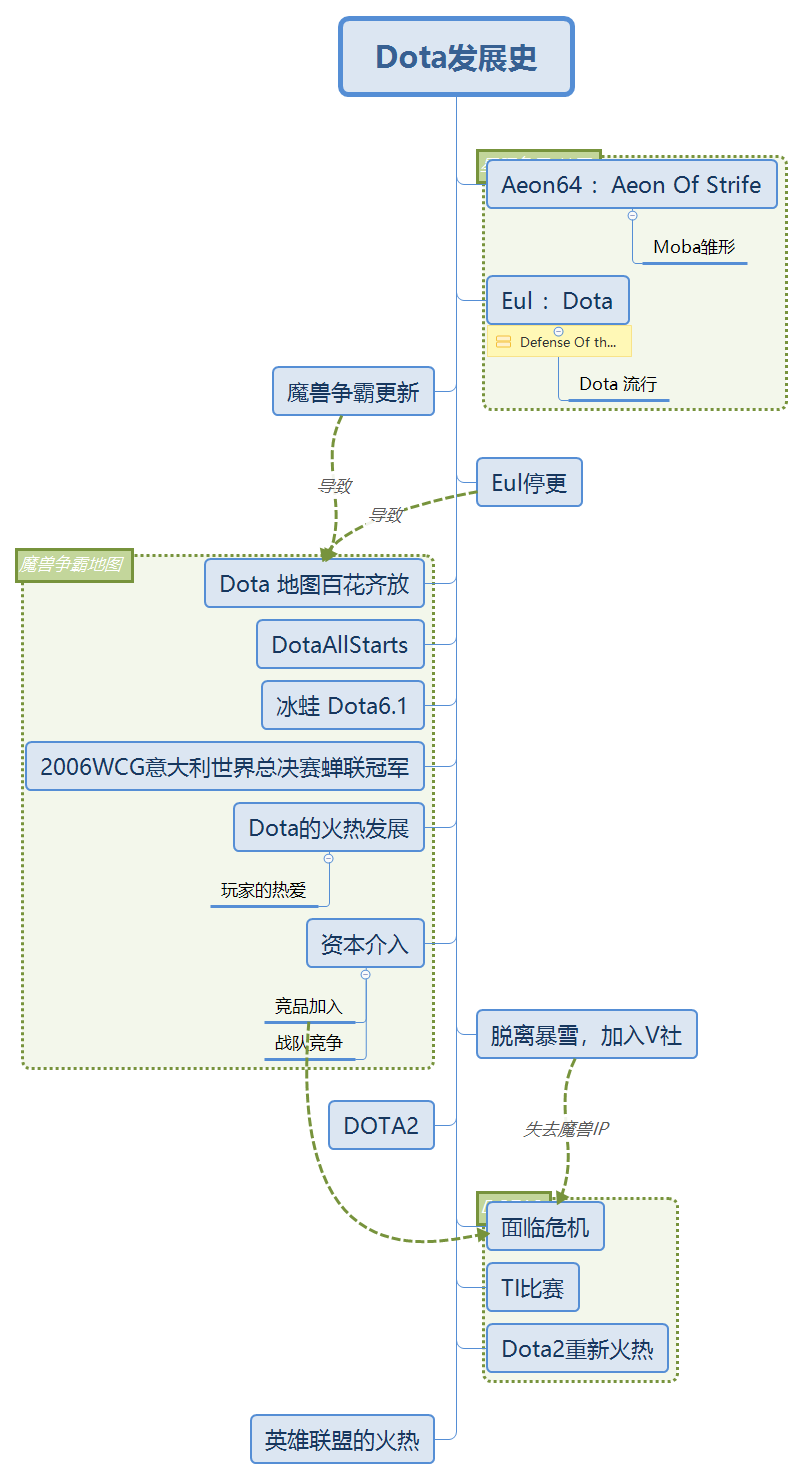 Dota发展史
Aeon64 ：Aeon Of Strife
Moba雏形
Eul ：Dota
Defense Of th...
Dota 流行
魔兽争霸更新
导致
Eul停更
导致
魔兽争霸地图
Dota 地图百花齐放
DotaAllStarts
冰蛙 Dota6.1
2006WCG意大利世界总决赛蝉联冠军
Dota的火热发展
玩家的热爱
资本介入
竞品加入
战队竞争
脱离暴雪，加入V社
DOTA2
失去魔兽IP
面临危机
TI比赛
Dota2重新火热
英雄联盟的火热